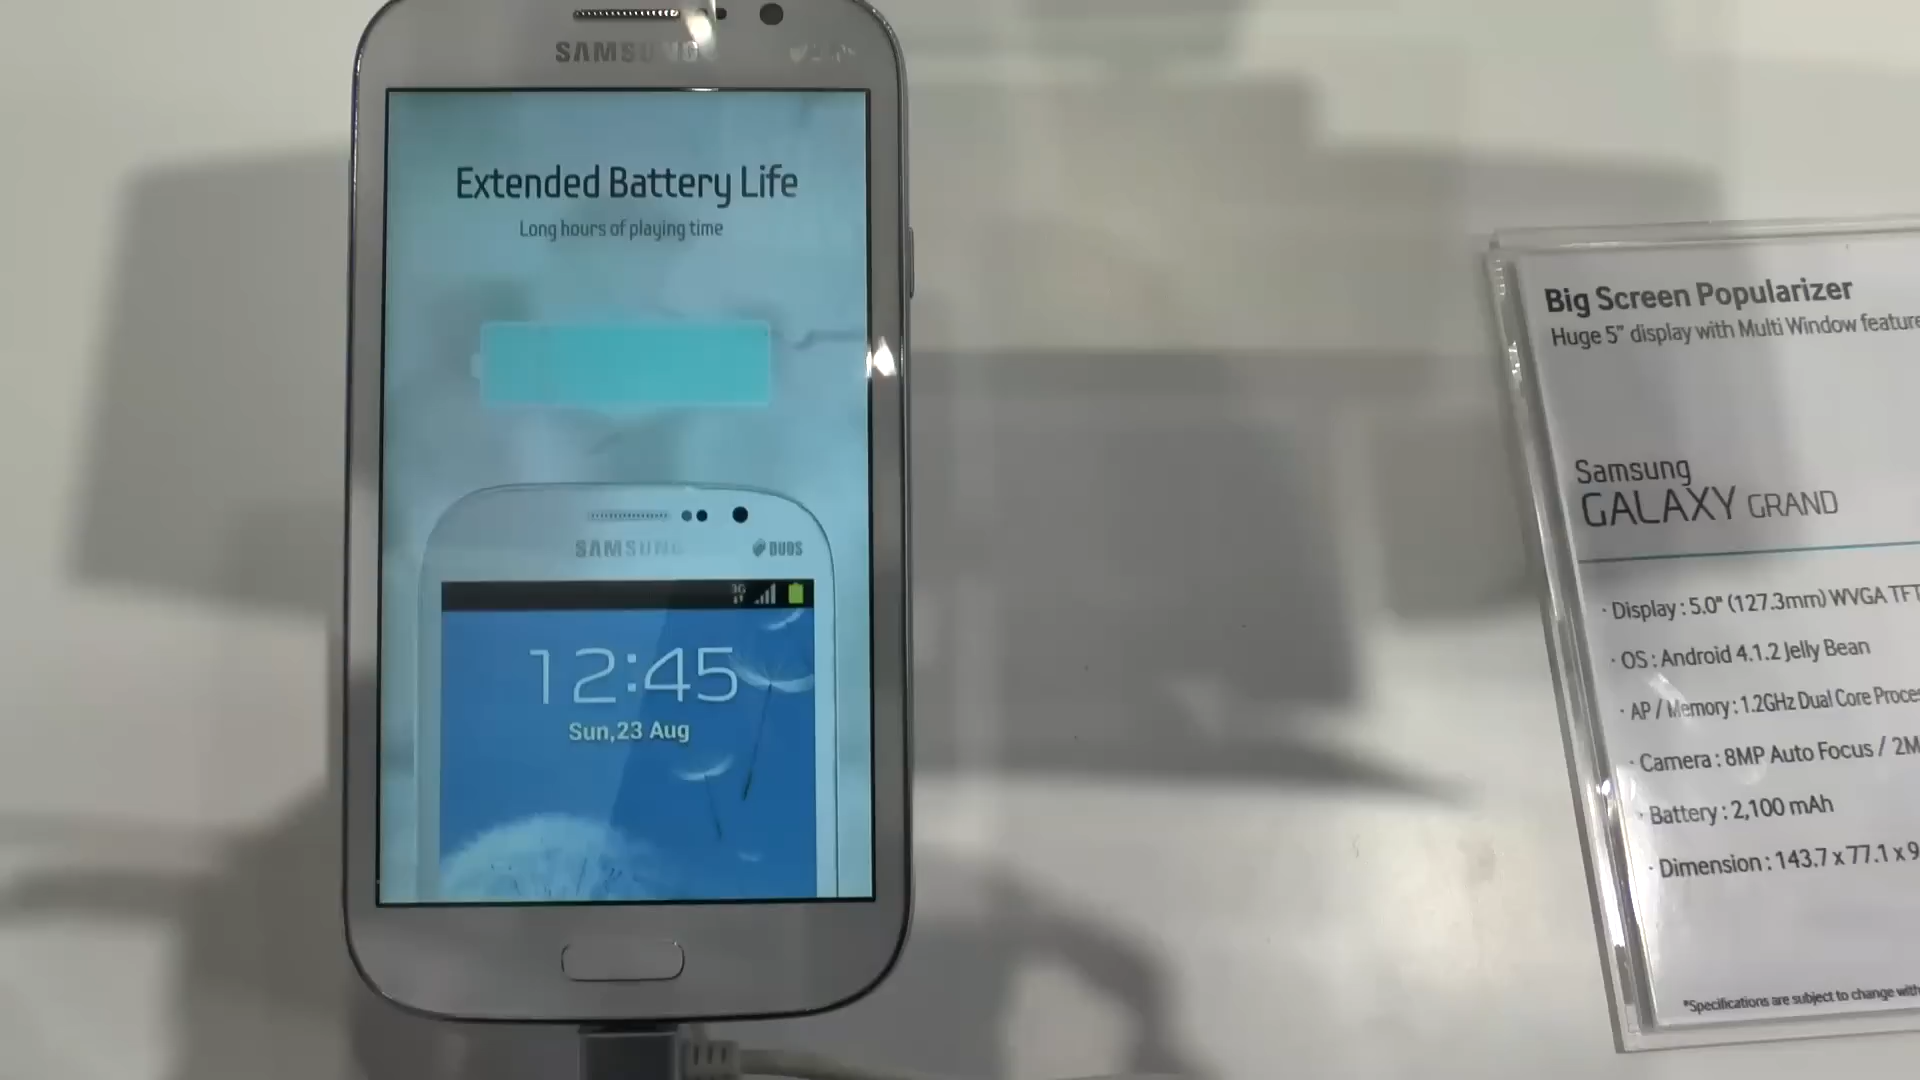 SAMSUNG
Extended Battery Life
Long hours of playing time
SAMSUNG
DUOS
3G
12:45
Sun,23 Aug
Big Screen Popularizer
Huge 5" display with Multi Window feature
Samsung
GALAXY GRAND
· Display : 5.0" (127.3mm) WVGA TFT
· OS : Android 4.1.2 Jelly Bean
· AP / Memory : 1.2GHz Dual Core
· Camera : 8MP Auto Focus /
· Battery : 2,100 mAh
· Dimension : 143.7 x 77.1 x
*Specifications are subject to change